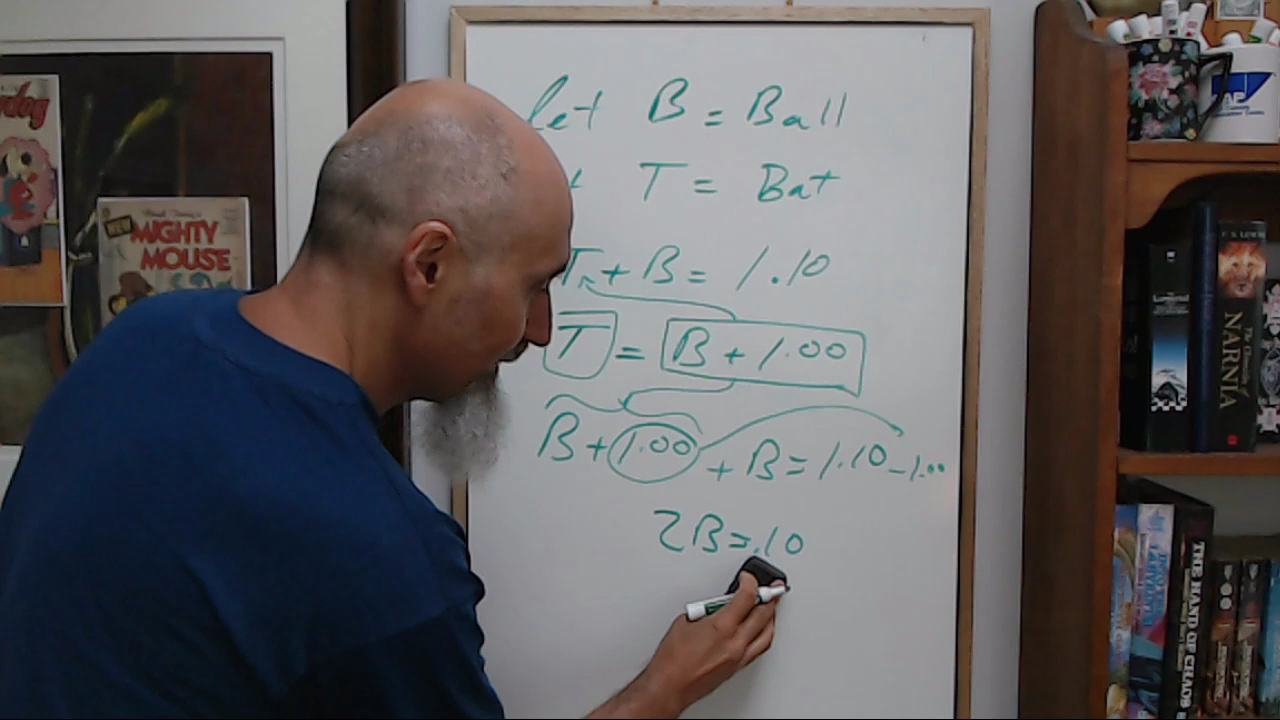 NEW
MIGHTY
MOUSE
let B = Ball
T = Bat
T + B = 1.10
T = B + 1.00
B + 1.00 + B = 1.10 - 1.00
2B = .10
NARNIA
THE HAND OF CHAOS